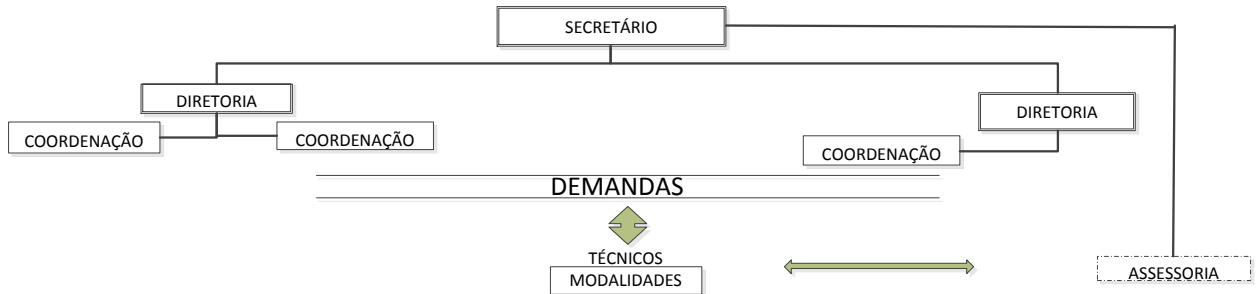 SECRETÁRIO
DIRETORIA
DIRETORIA
COORDENAÇÃO
COORDENAÇÃO
COORDENAÇÃO
DEMANDAS
TÉCNICOS
MODALIDADES
ASSESSORIA